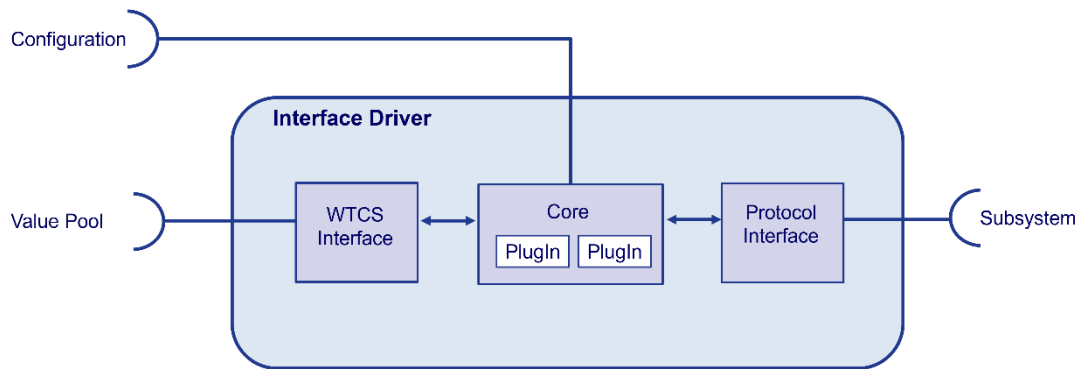 Configuration
Interface Driver
Value Pool
WTCS
Interface
Core
PlugIn
PlugIn
Protocol
Interface
Subsystem